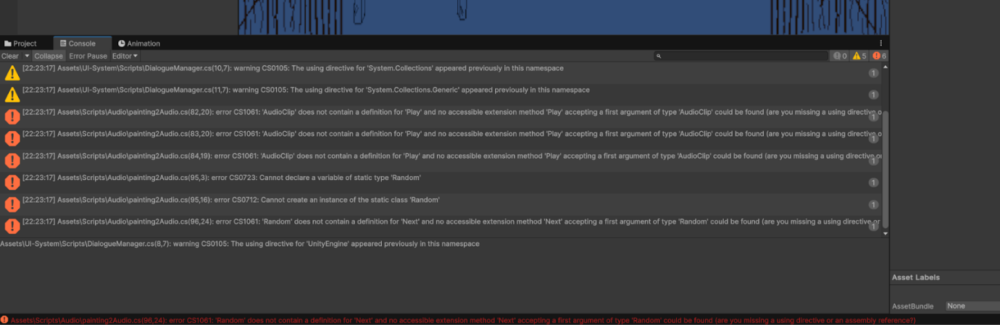 Project Console Animation
Clear Collapse Error Pause Editor 0 5 6
[22:23:17] Assets\UI-System\Scripts\DialogueManager.cs(10,7): warning CS0105: The using directive for 'System.Collections' appeared previously in this namespace
1
[22:23:17] Assets\UI-System\Scripts\DialogueManager.cs(11,7): warning CS0105: The using directive for 'System.Collections.Generic' appeared previously in this namespace
1
[22:23:17] Assets\Scripts\Audio\painting2Audio.cs(82,20): error CS1061: 'AudioClip' does not contain a definition for 'Play' and no accessible extension method 'Play' accepting a first argument of type 'AudioClip' could be found (are you missing a using directive o
1
[22:23:17] Assets\Scripts\Audio\painting2Audio.cs(83,20): error CS1061: 'AudioClip' does not contain a definition for 'Play' and no accessible extension method 'Play' accepting a first argument of type 'AudioClip' could be found (are you missing a using directive o
1
[22:23:17] Assets\Scripts\Audio\painting2Audio.cs(84,19): error CS1061: 'AudioClip' does not contain a definition for 'Play' and no accessible extension method 'Play' accepting a first argument of type 'AudioClip' could be found (are you missing a using directive or
1
[22:23:17] Assets\Scripts\Audio\painting2Audio.cs(95,3): error CS0723: Cannot declare a variable of static type 'Random'
1
[22:23:17] Assets\Scripts\Audio\painting2Audio.cs(95,16): error CS0712: Cannot create an instance of the static class 'Random'
1
[22:23:17] Assets\Scripts\Audio\painting2Audio.cs(96,24): error CS1061: 'Random' does not contain a definition for 'Next' and no accessible extension method 'Next' accepting a first argument of type 'Random' could be found (are you missing a using directive or
1
Assets\UI-System\Scripts\DialogueManager.cs(8,7): warning CS0105: The using directive for 'UnityEngine' appeared previously in this namespace
Asset Labels
AssetBundle None
Assets\Scripts\Audio\painting2Audio.cs(96,24): error CS1061: 'Random' does not contain a definition for 'Next' and no accessible extension method 'Next' accepting a first argument of type 'Random' could be found (are you missing a using directive or an assembly reference?)